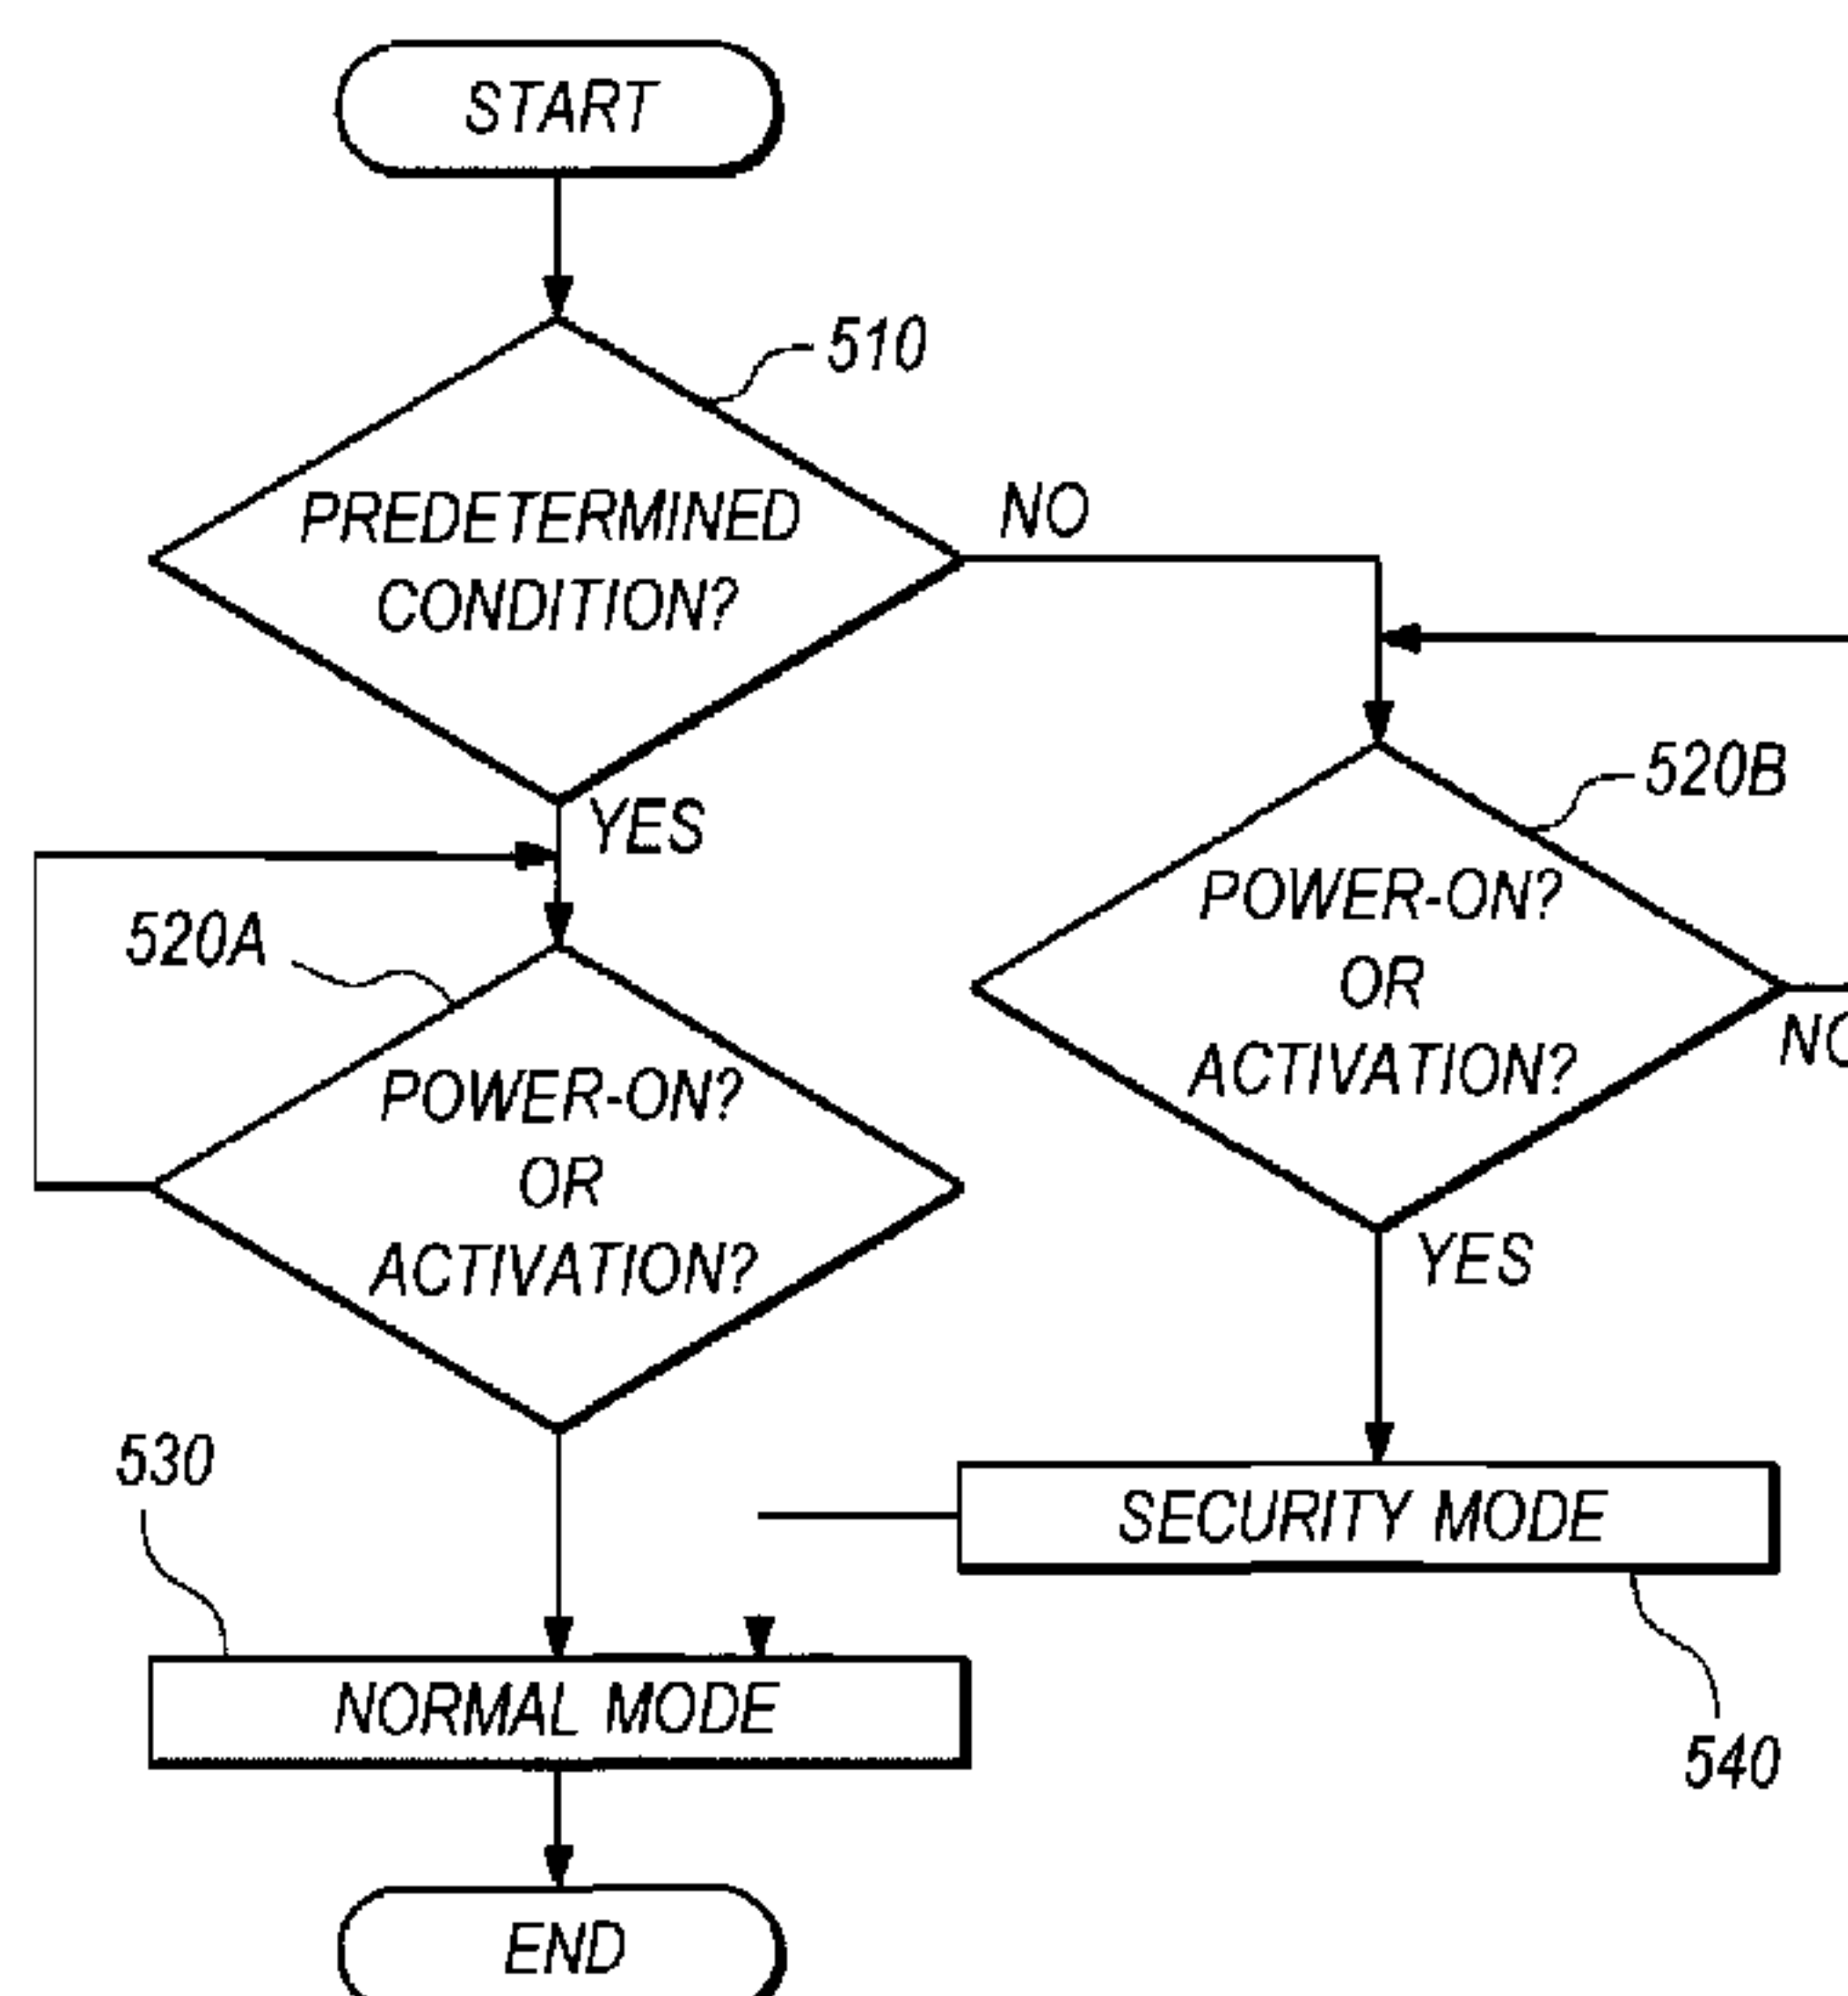 START
510
PREDETERMINED
CONDITION?
NO
YES
520B
POWER-ON?
OR
ACTIVATION?
NO
YES
520A
POWER-ON?
OR
ACTIVATION?
530
SECURITY MODE
NORMAL MODE
540
END